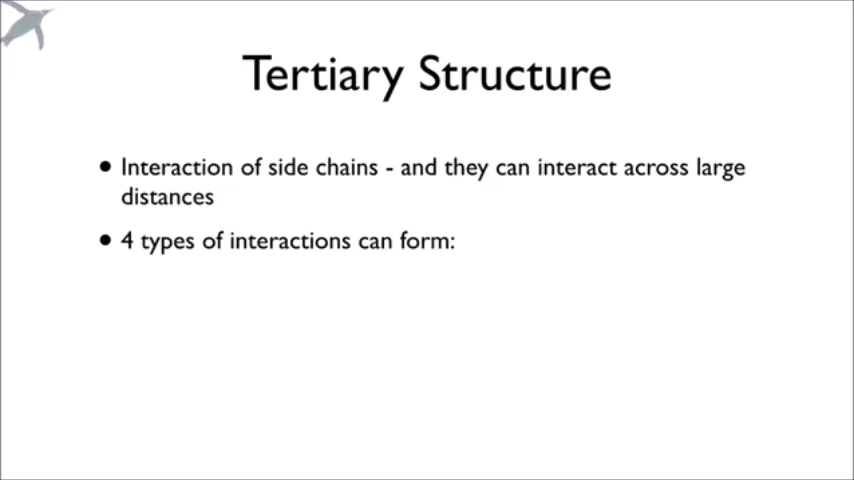 Tertiary Structure
• Interaction of side chains - and they can interact across large
distances
• 4 types of interactions can form: